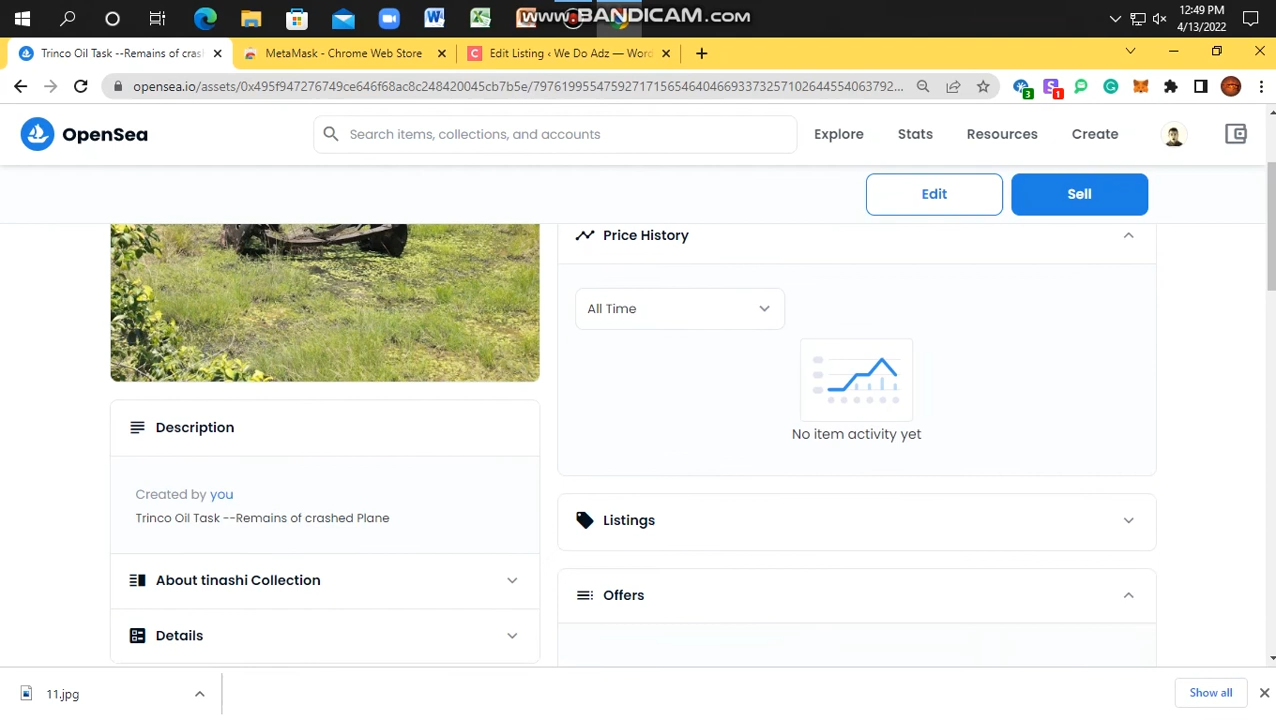 www.BANDICAM.com
12:49 PM
4/13/2022
Trinco Oil Task --Remains of cras
MetaMask - Chrome Web Store
Edit Listing ‹ We Do Adz — Word
opensea.io/assets/0x495f947276749ce646f68ac8c248420045cb7b5e/79761995547592717156546404669337325710264455406379​2...
3
1
OpenSea
Search items, collections, and accounts
Explore
Stats
Resources
Create
Edit
Sell
Price History
All Time
No item activity yet
Description
Created by you
Trinco Oil Task --Remains of crashed Plane
Listings
About tinashi Collection
Offers
Details
11.jpg
Show all